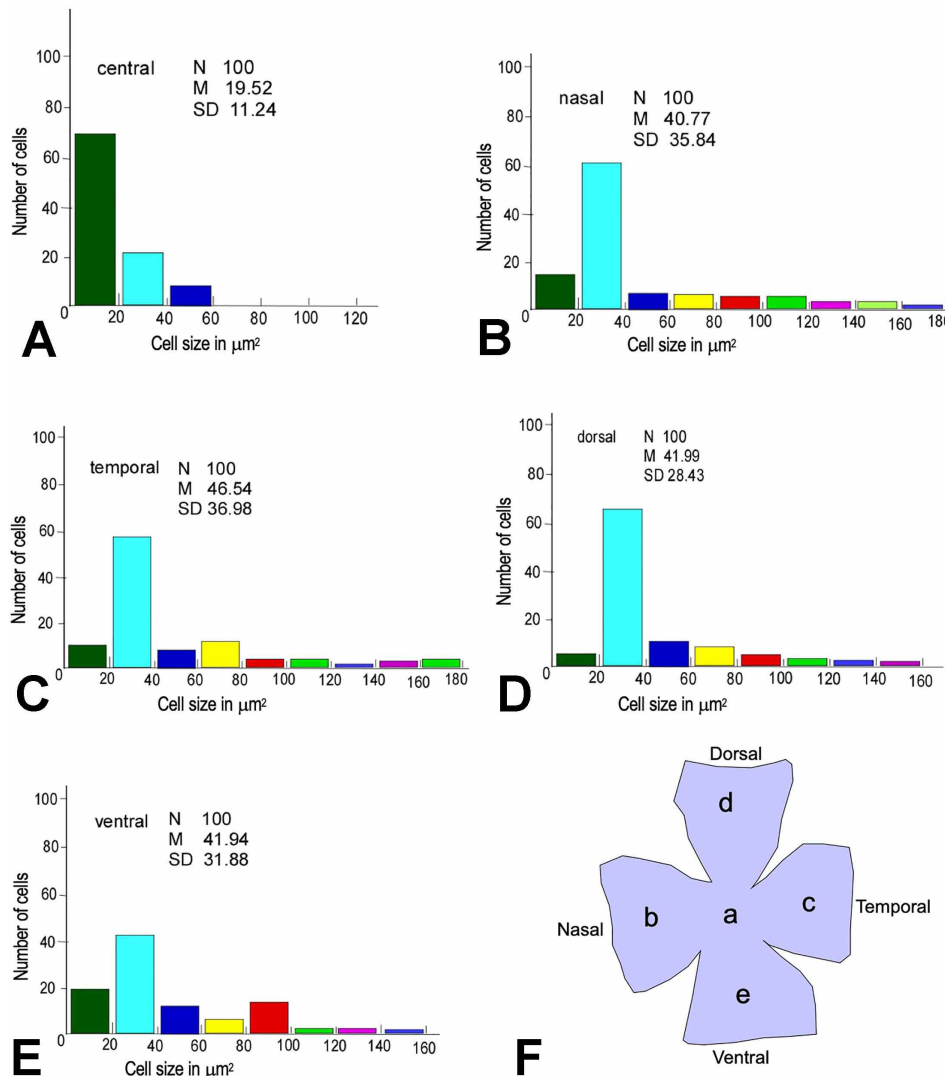 central
N 100
M 19.52
SD 11.24
Number of cells
100
80
60
40
20
0
20 40 60 80 100 120
Cell size in μm²
A
nasal
N 100
M 40.77
SD 35.84
Number of cells
100
80
60
40
20
0
20 40 60 80 100 120 140 160 180
Cell size in μm²
B
temporal
N 100
M 46.54
SD 36.98
Number of cells
100
80
60
40
20
0
20 40 60 80 100 120 140 160 180
Cell size in μm²
C
dorsal
N 100
M 41.99
SD 28.43
Number of cells
100
80
60
40
20
0
20 40 60 80 100 120 140 160
Cell size in μm²
D
ventral
N 100
M 41.94
SD 31.88
Number of cells
100
80
60
40
20
0
20 40 60 80 100 120 140 160
Cell size in μm²
E
Dorsal
d
Nasal
b
a
c
Temporal
e
Ventral
F